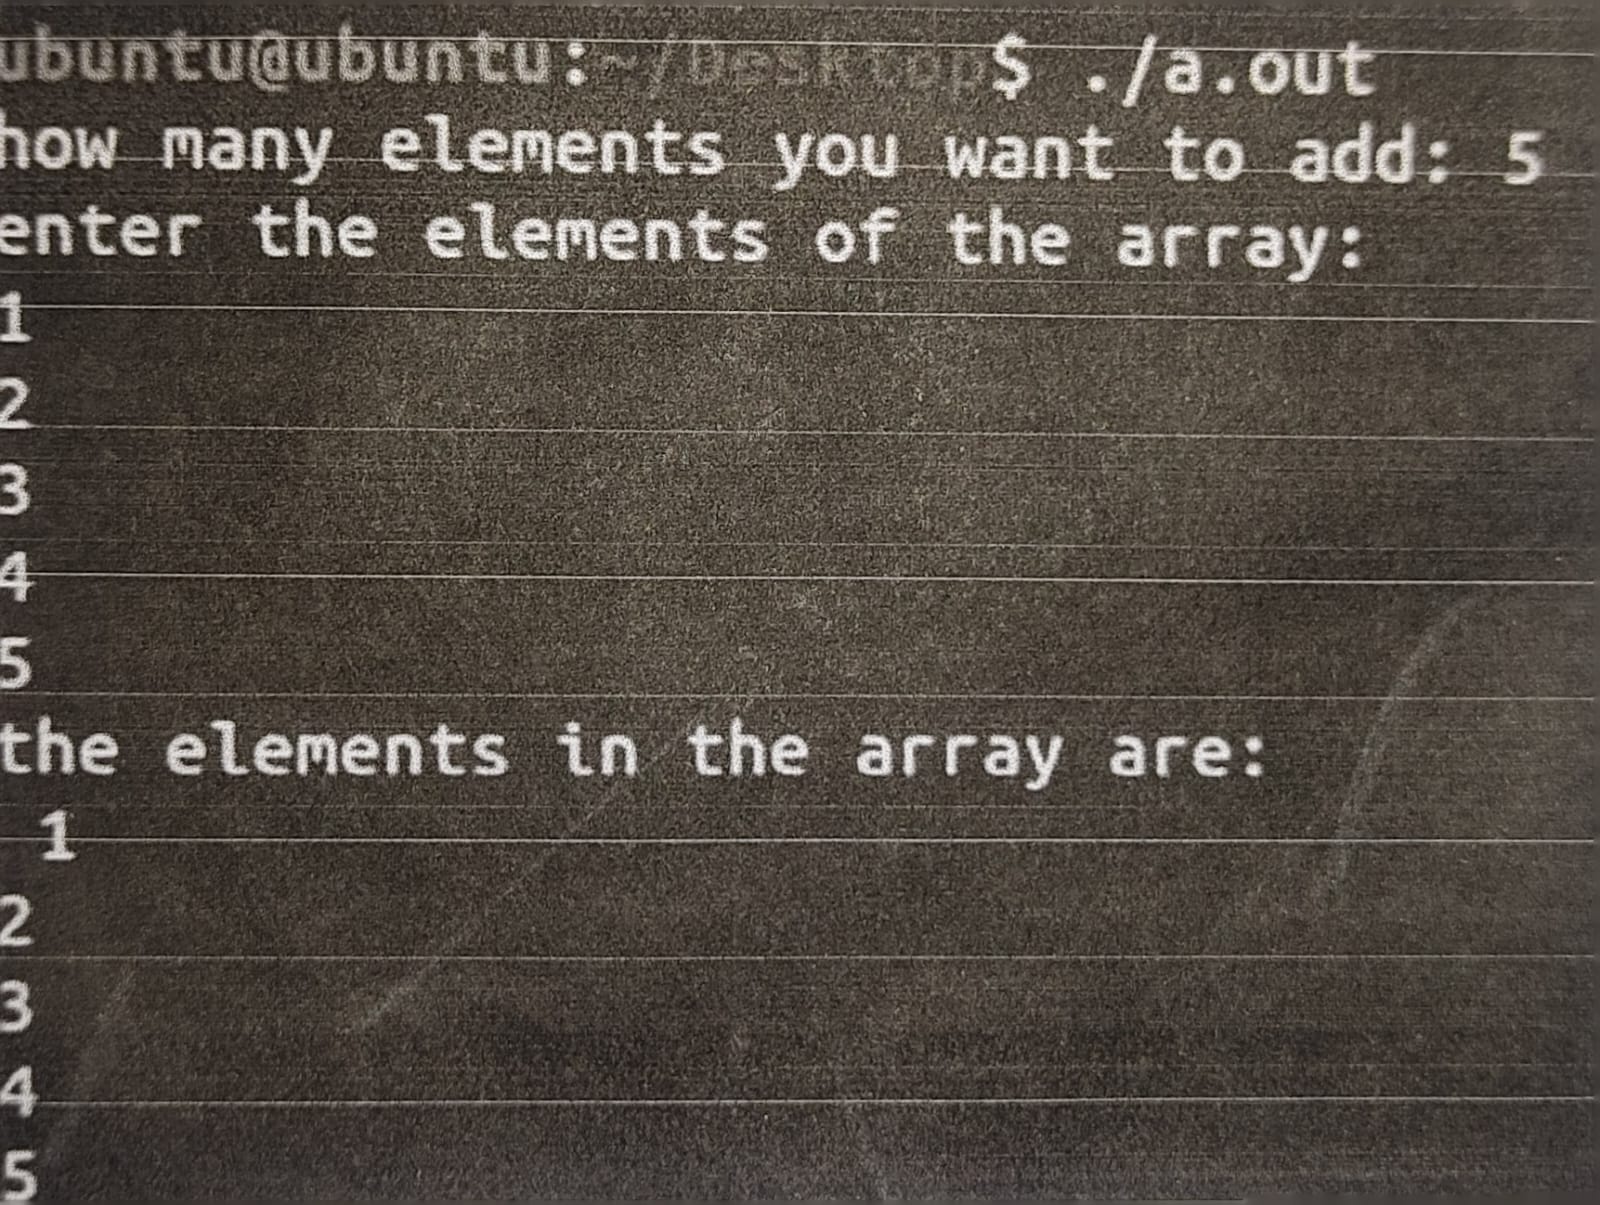 ubuntu@ubuntu:~/Desktop$ ./a.out
how many elements you want to add: 5
enter the elements of the array:
1
2
3
4
5
the elements in the array are:
 1
2
3
4
5